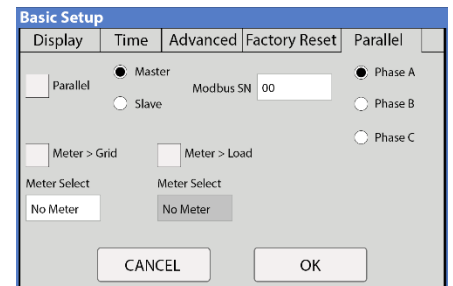 Basic Setup
Display Time Advanced Factory Reset Parallel
Parallel
Master
Slave
Modbus SN 00
Phase A
Phase B
Phase C
Meter > Grid
Meter > Load
Meter Select
Meter Select
No Meter
No Meter
CANCEL
OK